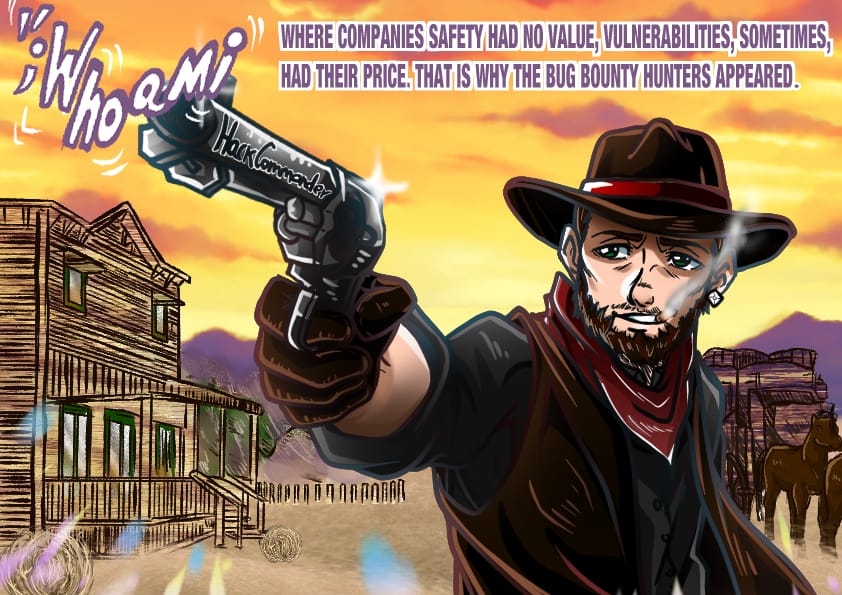 ;WhoaMi
WHERE COMPANIES SAFETY HAD NO VALUE, VULNERABILITIES, SOMETIMES,
HAD THEIR PRICE. THAT IS WHY THE BUG BOUNTY HUNTERS APPEARED.
HackCommander